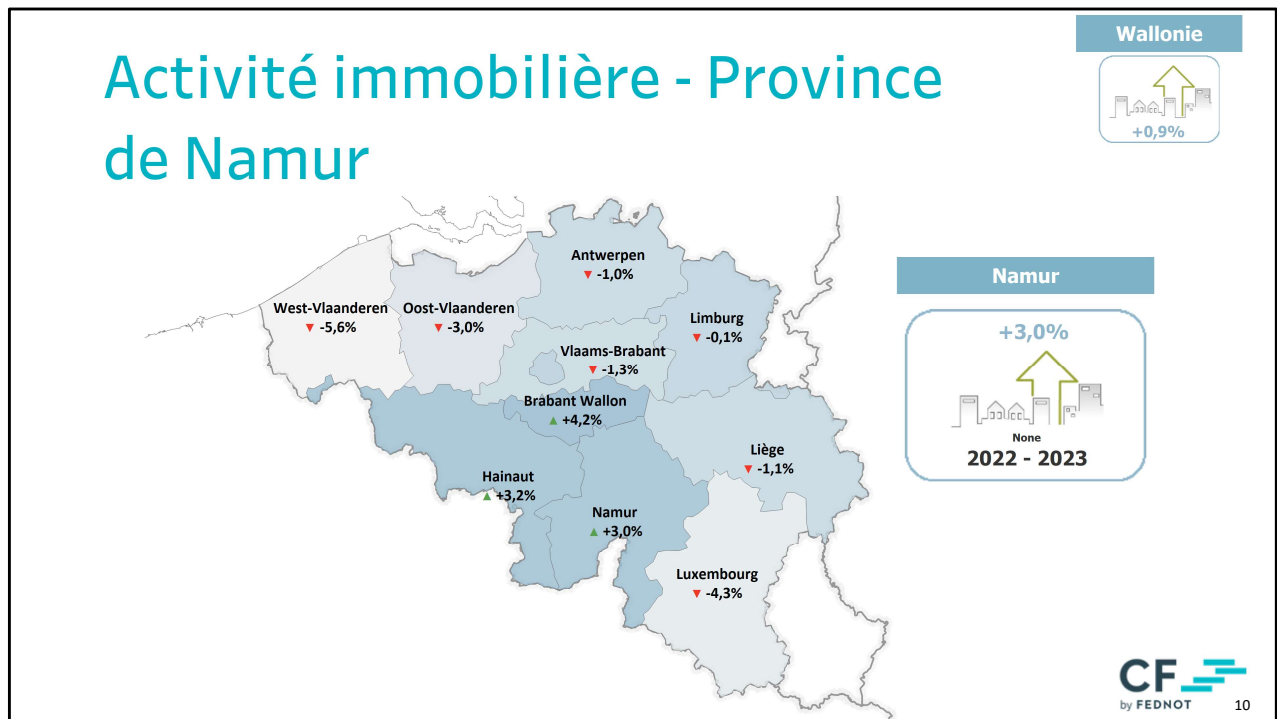 Activité immobilière - Province
de Namur
Wallonie
+0,9%
Antwerpen
▼ -1,0%
West-Vlaanderen
▼ -5,6%
Oost-Vlaanderen
▼ -3,0%
Limburg
▼ -0,1%
Vlaams-Brabant
▼ -1,3%
Brabant Wallon
▲ +4,2%
Liège
▼ -1,1%
Hainaut
▲ +3,2%
Namur
▲ +3,0%
Luxembourg
▼ -4,3%
Namur
+3,0%
None
2022 - 2023
CF
by FEDNOT
10